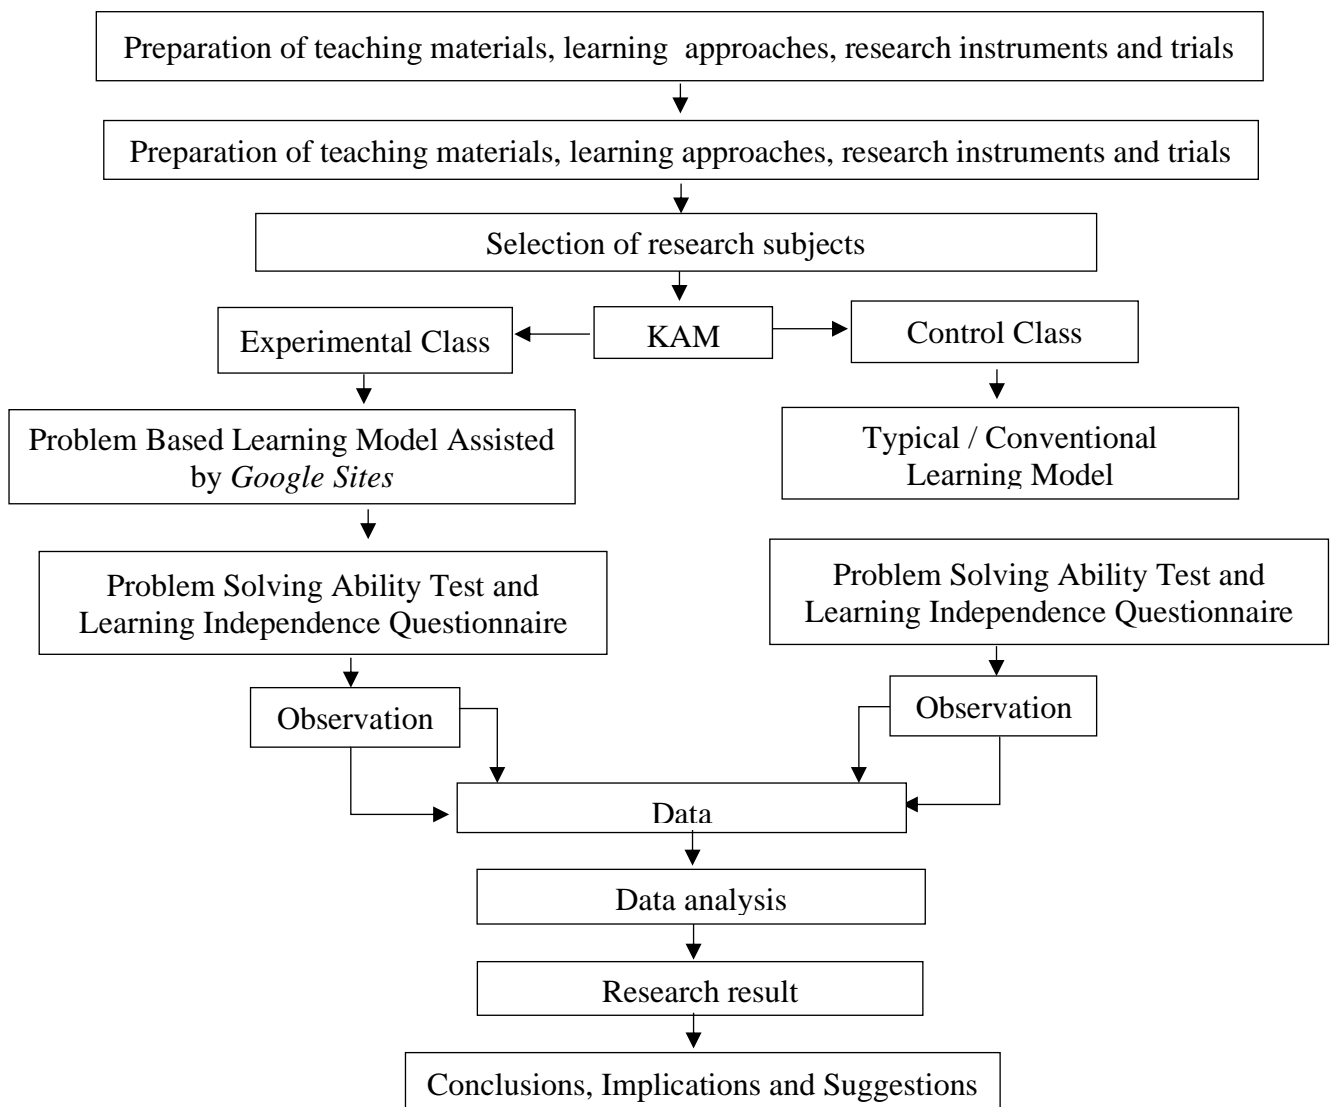 Preparation of teaching materials, learning approaches, research instruments and trials
Preparation of teaching materials, learning approaches, research instruments and trials
Selection of research subjects
Experimental Class
KAM
Control Class
Problem Based Learning Model Assisted
by Google Sites
Typical / Conventional
Learning Model
Problem Solving Ability Test and
Learning Independence Questionnaire
Problem Solving Ability Test and
Learning Independence Questionnaire
Observation
Observation
Data
Data analysis
Research result
Conclusions, Implications and Suggestions